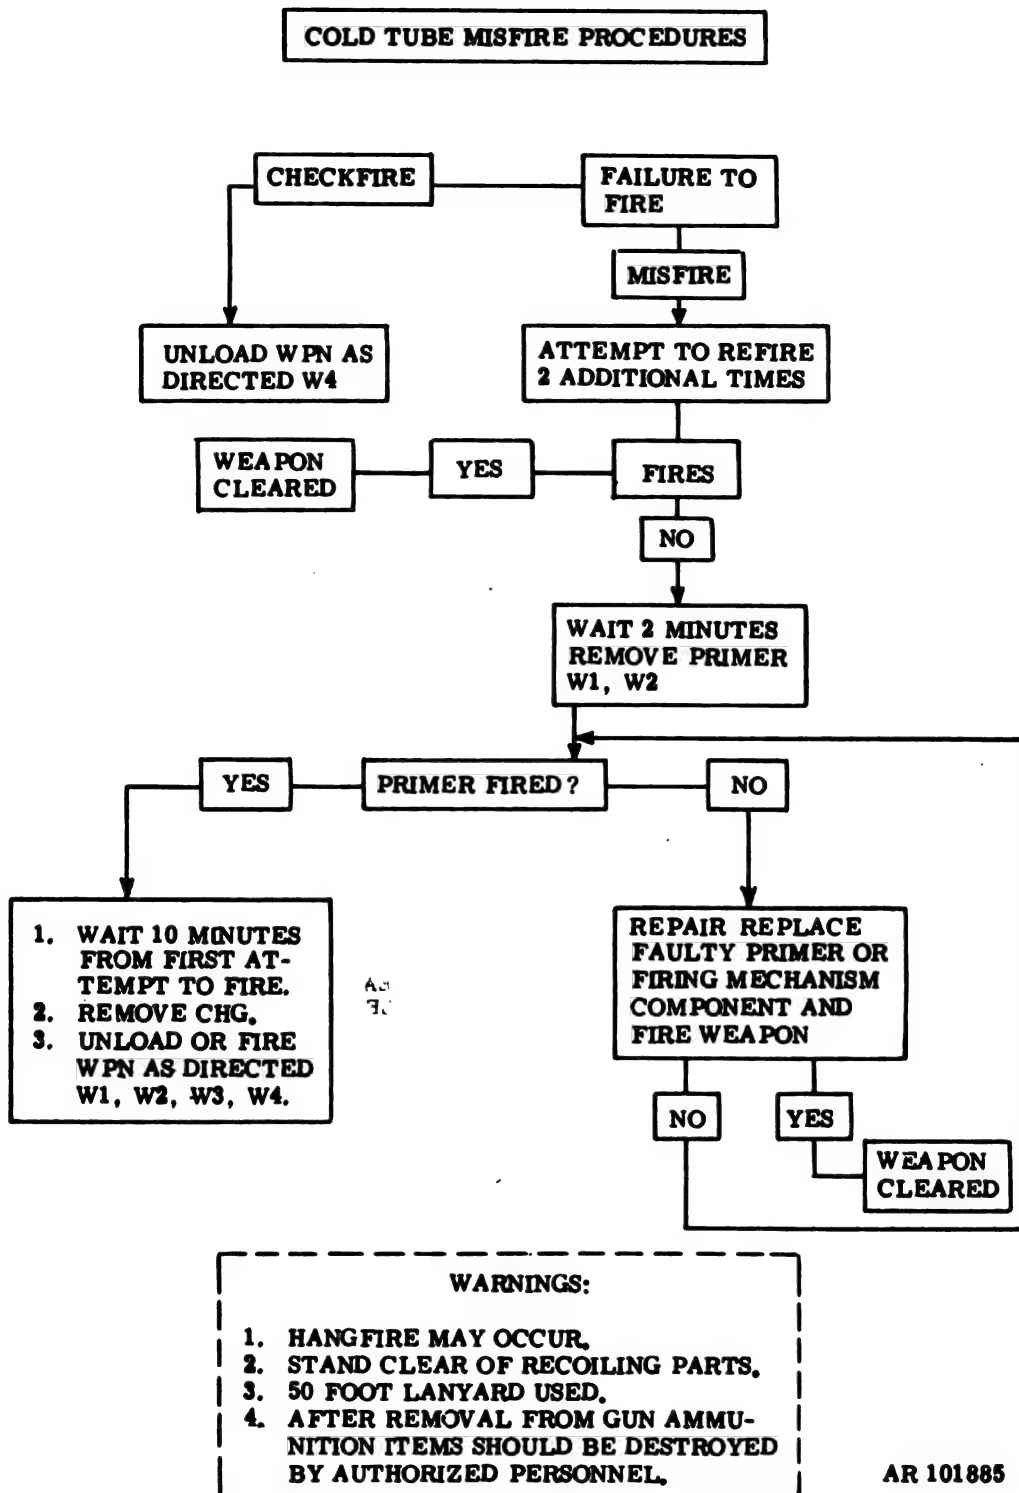 COLD TUBE MISFIRE PROCEDURES
CHECKFIRE
FAILURE TO
FIRE
MISFIRE
UNLOAD WPN AS
DIRECTED W4
ATTEMPT TO REFIRE
2 ADDITIONAL TIMES
WEAPON
CLEARED
YES
FIRES
NO
WAIT 2 MINUTES
REMOVE PRIMER
W1, W2
YES
PRIMER FIRED?
NO
1. WAIT 10 MINUTES
FROM FIRST AT-
TEMPT TO FIRE.
2. REMOVE CHG.
3. UNLOAD OR FIRE
WPN AS DIRECTED
W1, W2, W3, W4.
REPAIR REPLACE
FAULTY PRIMER OR
FIRING MECHANISM
COMPONENT AND
FIRE WEAPON
NO
YES
WEAPON
CLEARED
WARNINGS:
1. HANGFIRE MAY OCCUR.
2. STAND CLEAR OF RECOILING PARTS.
3. 50 FOOT LANYARD USED.
4. AFTER REMOVAL FROM GUN AMMU-
NITION ITEMS SHOULD BE DESTROYED
BY AUTHORIZED PERSONNEL.
AR 101885